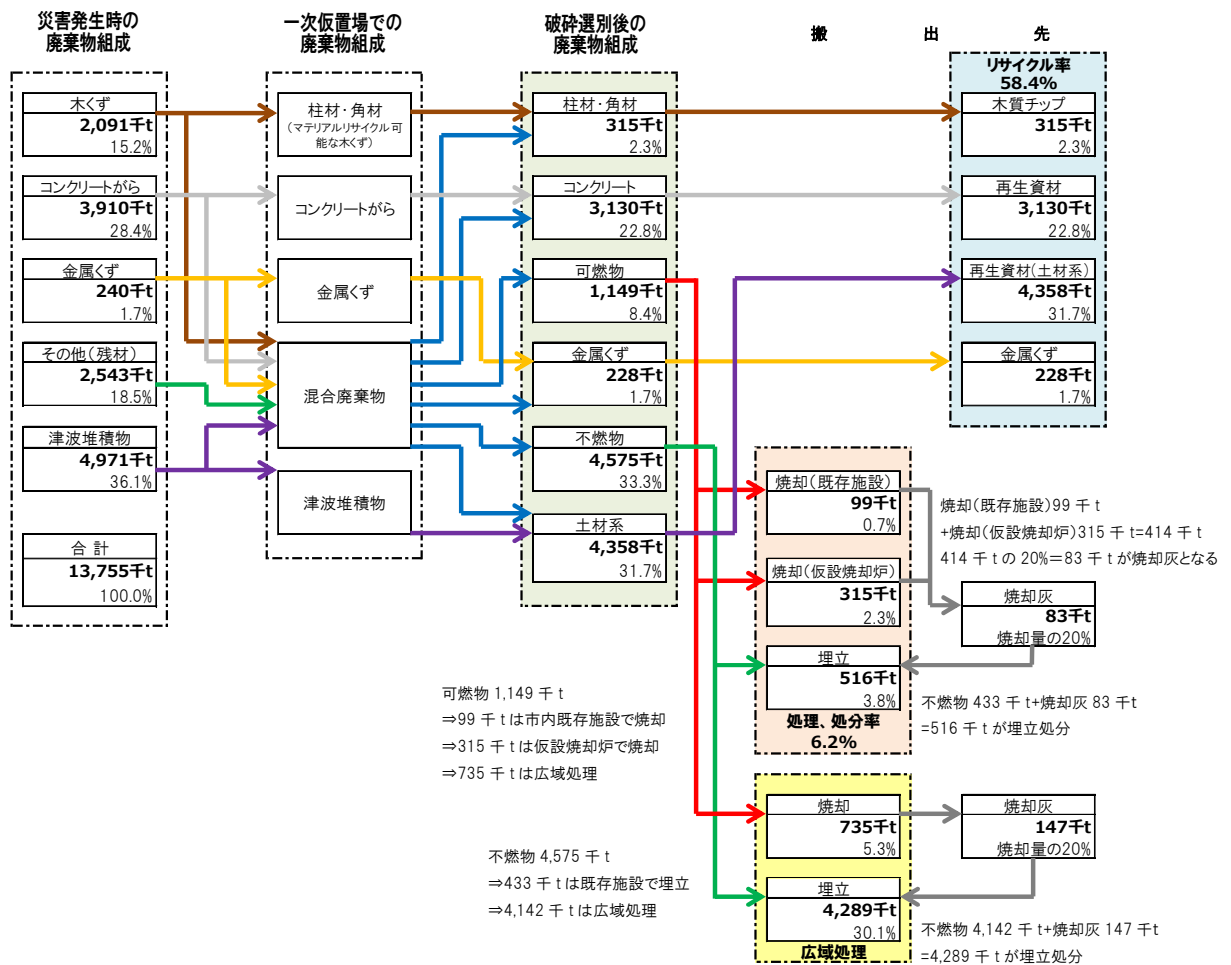 災害発生時の
廃棄物組成
木くず
2,091千t
15.2%
コンクリートがら
3,910千t
28.4%
金属くず
240千t
1.7%
その他(残材)
2,543千t
18.5%
津波堆積物
4,971千t
36.1%
合計
13,755千t
100.0%
一次仮置場での
廃棄物組成
柱材・角材
(マテリアルリサイクル可
能な木くず)
コンクリートがら
金属くず
混合廃棄物
津波堆積物
破砕選別後の
廃棄物組成
柱材・角材
315千t
2.3%
コンクリート
3,130千t
22.8%
可燃物
1,149千t
8.4%
金属くず
228千t
1.7%
不燃物
4,575千t
33.3%
土材系
4,358千t
31.7%
搬出先
リサイクル率
58.4%
木質チップ
315千t
2.3%
再生資材
3,130千t
22.8%
再生資材(土材系)
4,358千t
31.7%
金属くず
228千t
1.7%
焼却(既存施設)
99千t
0.7%
焼却(仮設焼却炉)
315千t
2.3%
埋立
516千t
3.8%
処理、処分率
6.2%
焼却(既存施設)99千t
+焼却(仮設焼却炉)315千t=414千t
414千tの20%=83千tが焼却灰となる
焼却灰
83千t
焼却量の20%
不燃物 433千t+焼却灰 83千t
=516千tが埋立処分
可燃物 1,149千t
⇒99千tは市内既存施設で焼却
⇒315千tは仮設焼却炉で焼却
⇒735千tは広域処理
焼却
735千t
5.3%
焼却灰
147千t
焼却量の20%
不燃物 4,575千t
⇒433千tは既存施設で埋立
⇒4,142千tは広域処理
埋立
4,289千t
30.1%
広域処理
不燃物 4,142千t+焼却灰 147千t
=4,289千tが埋立処分